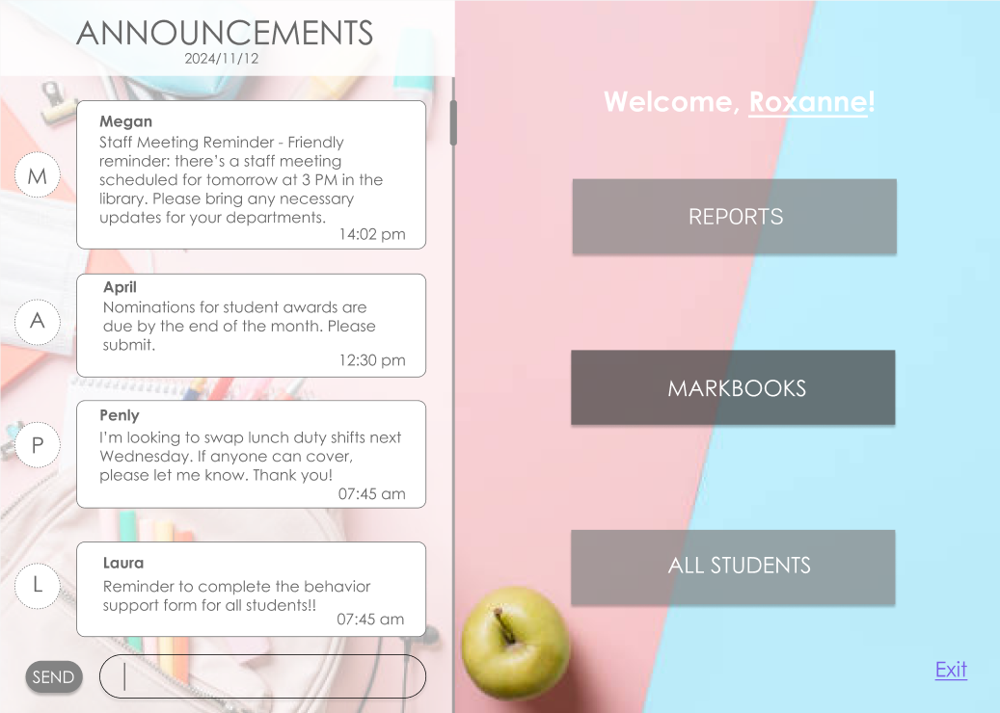 ANNOUNCEMENTS
2024/11/12
Megan
Staff Meeting Reminder - Friendly
reminder: there’s a staff meeting
scheduled for tomorrow at 3 PM in the
library. Please bring any necessary
updates for your departments.
14:02 pm
M
April
Nominations for student awards are
due by the end of the month. Please
submit.
12:30 pm
A
Penly
I’m looking to swap lunch duty shifts next
Wednesday. If anyone can cover,
please let me know. Thank you!
07:45 am
P
Laura
Reminder to complete the behavior
support form for all students!!
07:45 am
L
SEND
Welcome, Roxanne!
REPORTS
MARKBOOKS
ALL STUDENTS
Exit